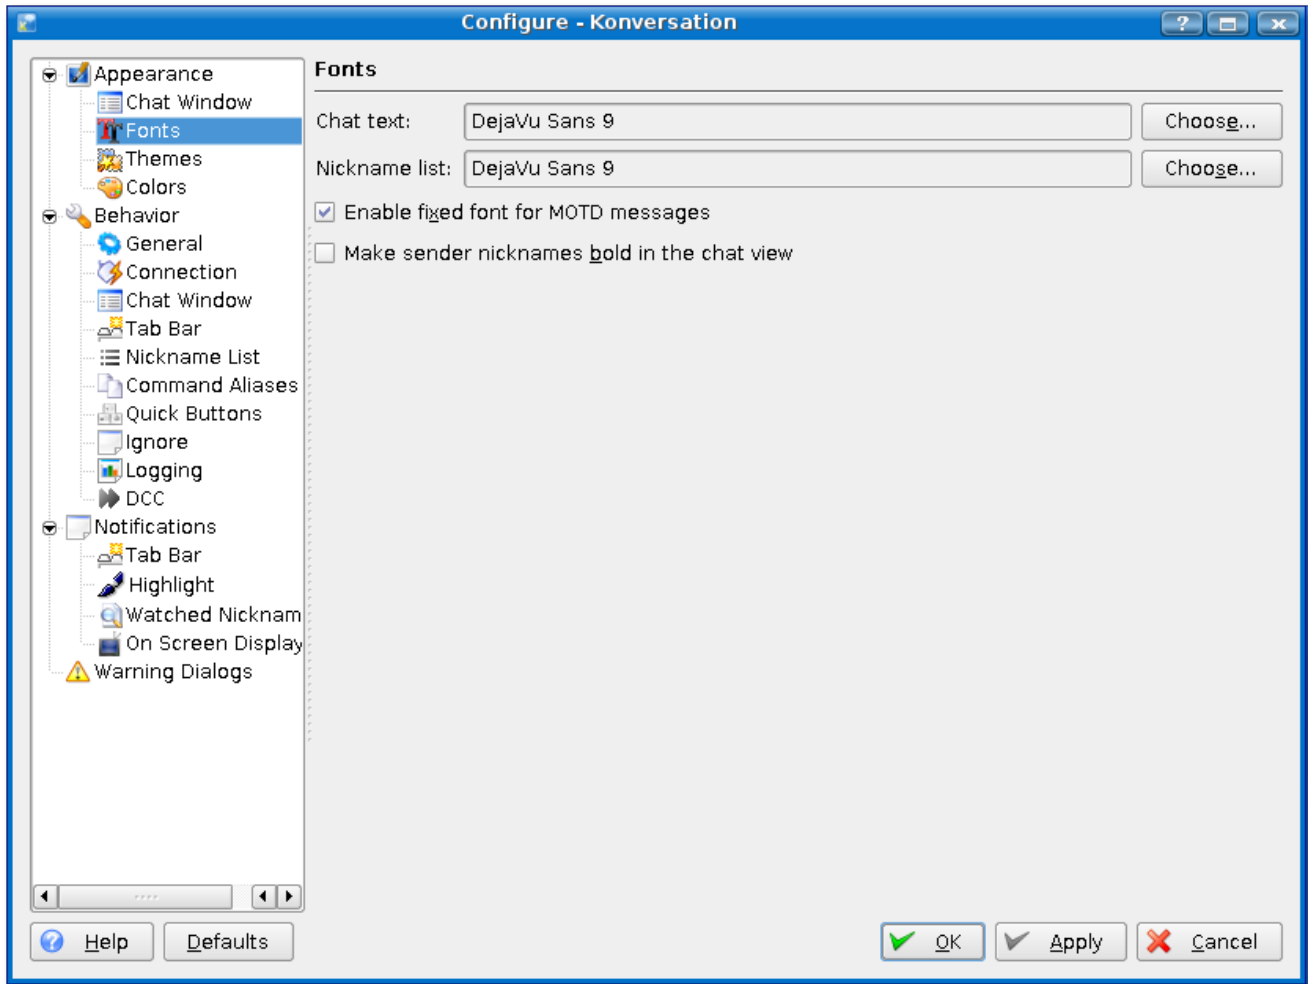 Configure - Konversation
Appearance
Chat Window
Fonts
Themes
Colors
Behavior
General
Connection
Chat Window
Tab Bar
Nickname List
Command Aliases
Quick Buttons
Ignore
Logging
DCC
Notifications
Tab Bar
Highlight
Watched Nicknam
On Screen Display
Warning Dialogs
Fonts
Chat text: DejaVu Sans 9 Choose...
Nickname list: DejaVu Sans 9 Choose...
Enable fixed font for MOTD messages
Make sender nicknames bold in the chat view
Help Defaults OK Apply Cancel